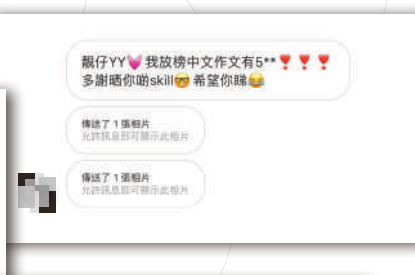 靚仔YY💓我放榜中文作文有5**❣️❣️❣️
多謝晒你啲skill🤓希望你睇😂
傳送了 1 張相片
允許訊息即可顯示此相片
傳送了 1 張相片
允許訊息即可顯示此相片